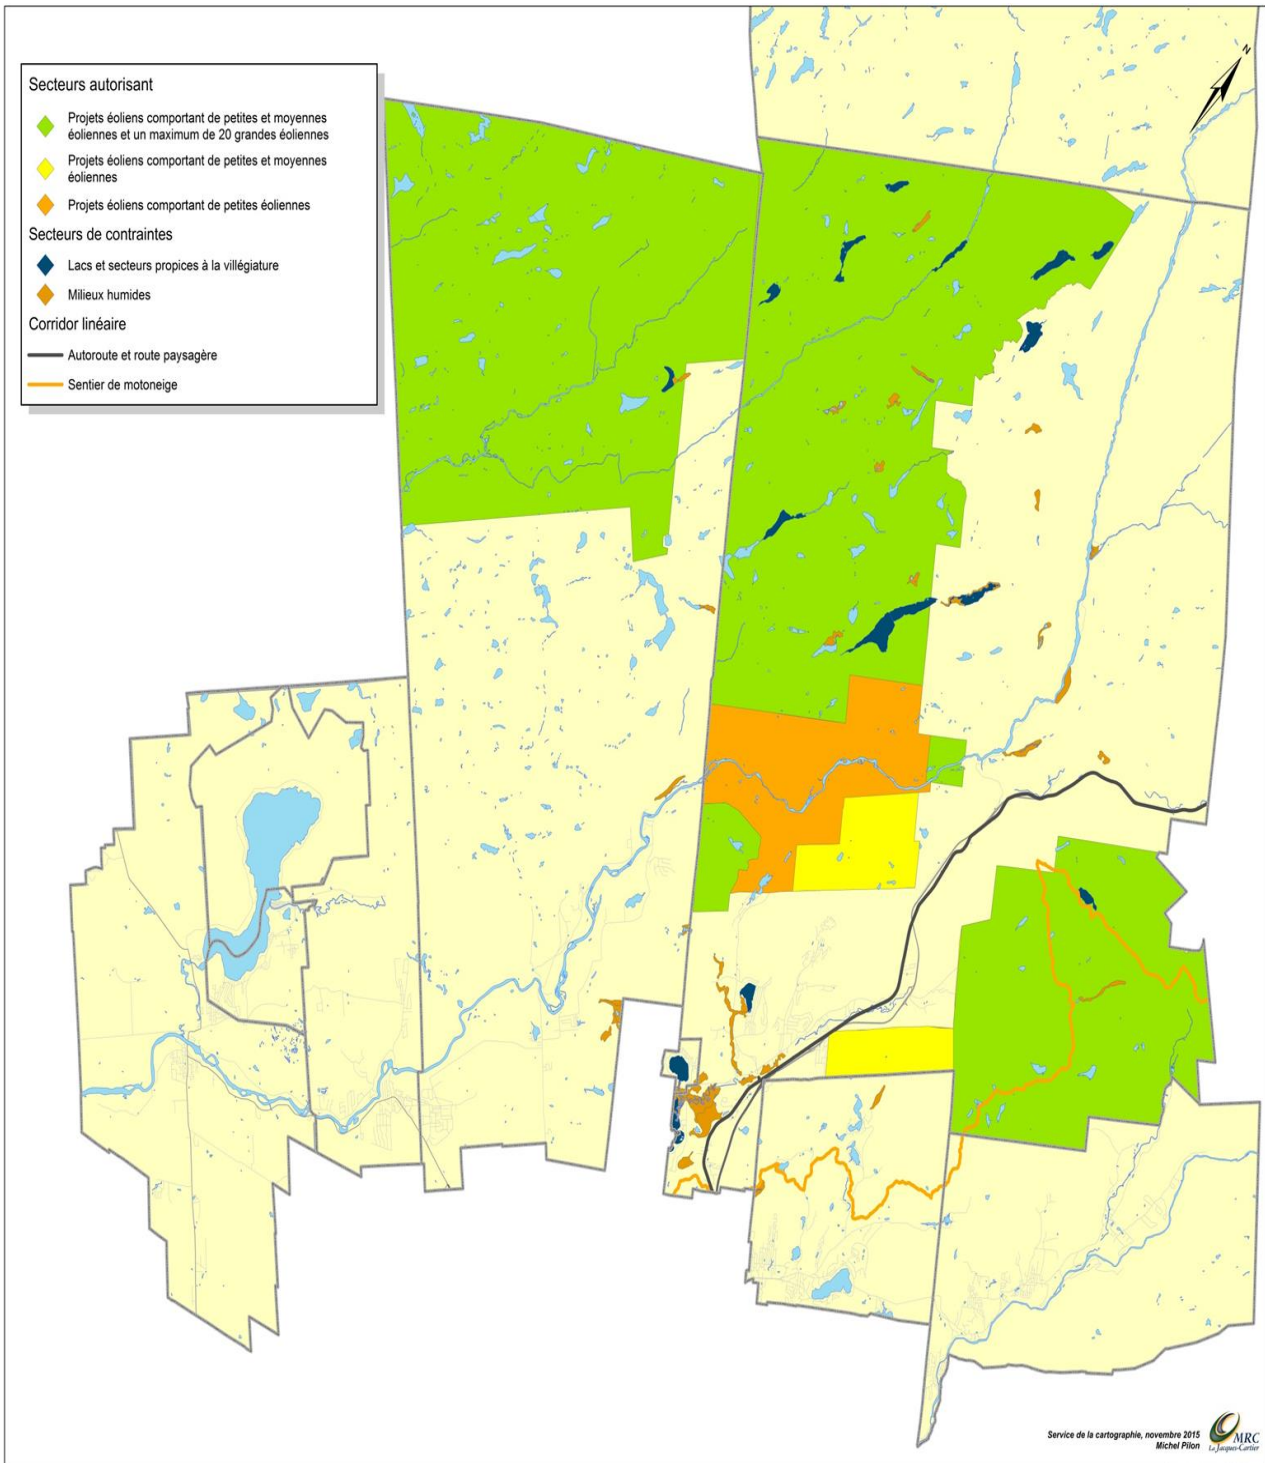 Secteurs autorisant
Projets éoliens comportant de petites et moyennes
éoliennes et un maximum de 20 grandes éoliennes
Projets éoliens comportant de petites et moyennes
éoliennes
Projets éoliens comportant de petites éoliennes
Secteurs de contraintes
Lacs et secteurs propices à la villégiature
Milieux humides
Corridor linéaire
Autoroute et route paysagère
Sentier de motoneige
N
Service de la cartographie, novembre 2015
Michel Pilon
MRC
La Jacques-Cartier